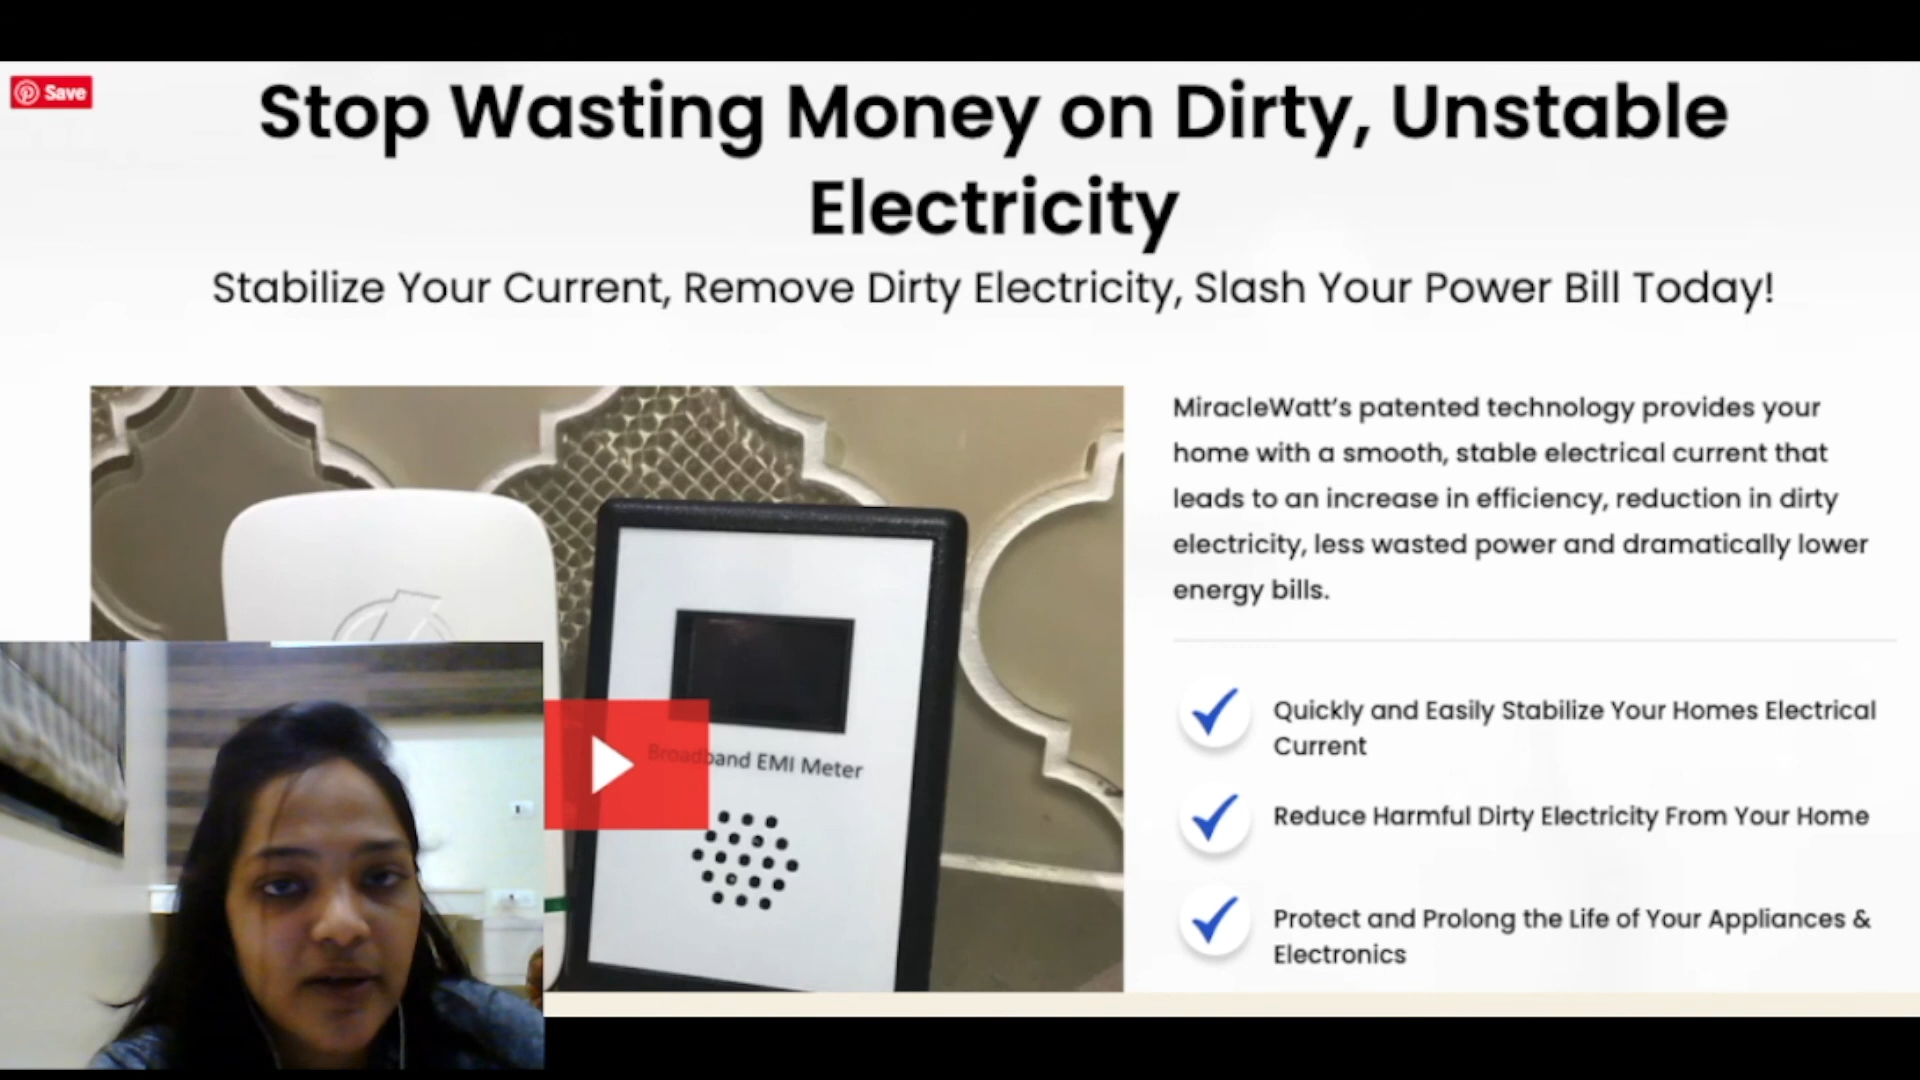 Save
Stop Wasting Money on Dirty, Unstable
Electricity
Stabilize Your Current, Remove Dirty Electricity, Slash Your Power Bill Today!
MiracleWatt’s patented technology provides your
home with a smooth, stable electrical current that
leads to an increase in efficiency, reduction in dirty
electricity, less wasted power and dramatically lower
energy bills.
Broadband EMI Meter
Quickly and Easily Stabilize Your Homes Electrical
Current
Reduce Harmful Dirty Electricity From Your Home
Protect and Prolong the Life of Your Appliances &
Electronics